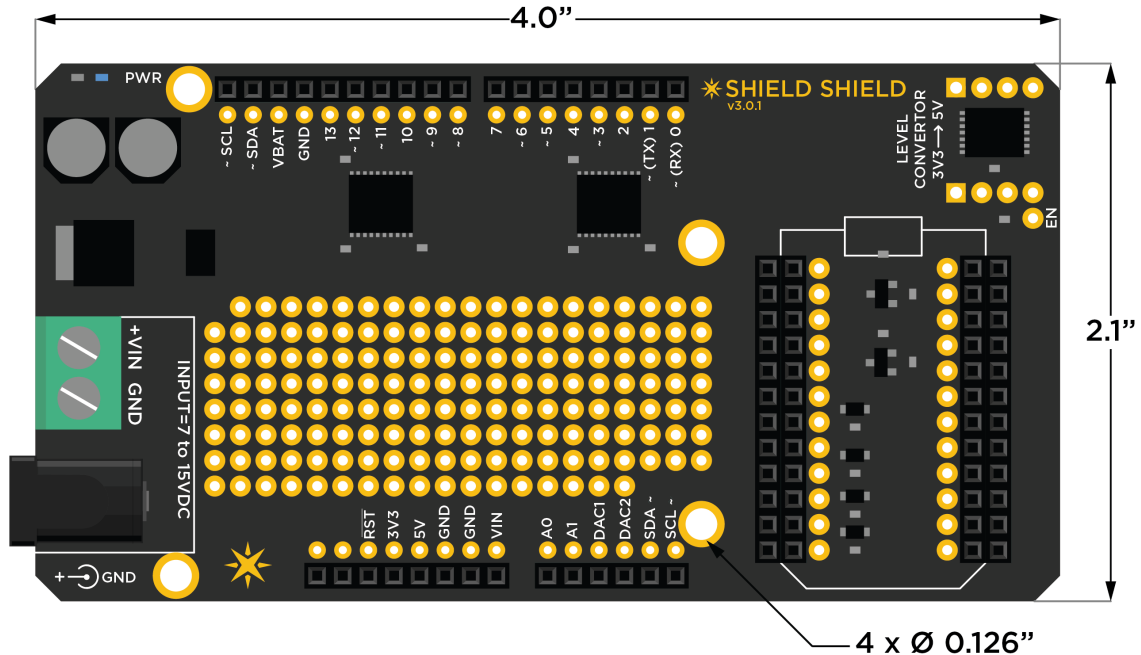 4.0”
PWR
SHIELD SHIELD
v3.0.1
~ SCL
~ SDA
VBAT
GND
13
~ 12
~ 11
10
~ 9
~ 8
7
~ 6
~ 5
4
~ 3
2
~ (TX) 1
~ (RX) 0
LEVEL
CONVERTOR
3V3 → 5V
EN
2.1”
+VIN GND
INPUT=7 to 15VDC
RST
3V3
5V
GND
GND
VIN
A0
A1
DAC1
DAC2
SDA ~
SCL ~
+ GND
4 x Ø 0.126”